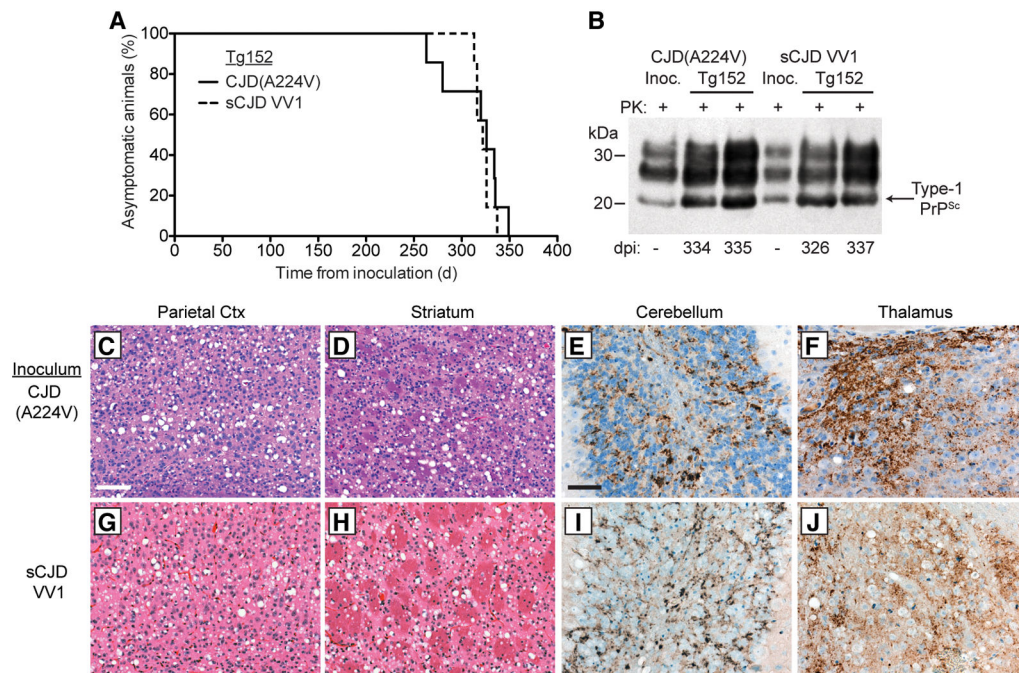 A
Asymptomatic animals (%)
100
80
60
40
20
0
Tg152
CJD(A224V)
sCJD VV1
0 50 100 150 200 250 300 350 400
Time from inoculation (d)
B
CJD(A224V) sCJD VV1
Inoc. Tg152 Inoc. Tg152
PK: + + + + + +
kDa
30
20
Type-1
PrPSc
dpi: - 334 335 - 326 337
Parietal Ctx Striatum Cerebellum Thalamus
Inoculum
CJD
(A224V)
C D E F
sCJD
VV1
G H I J